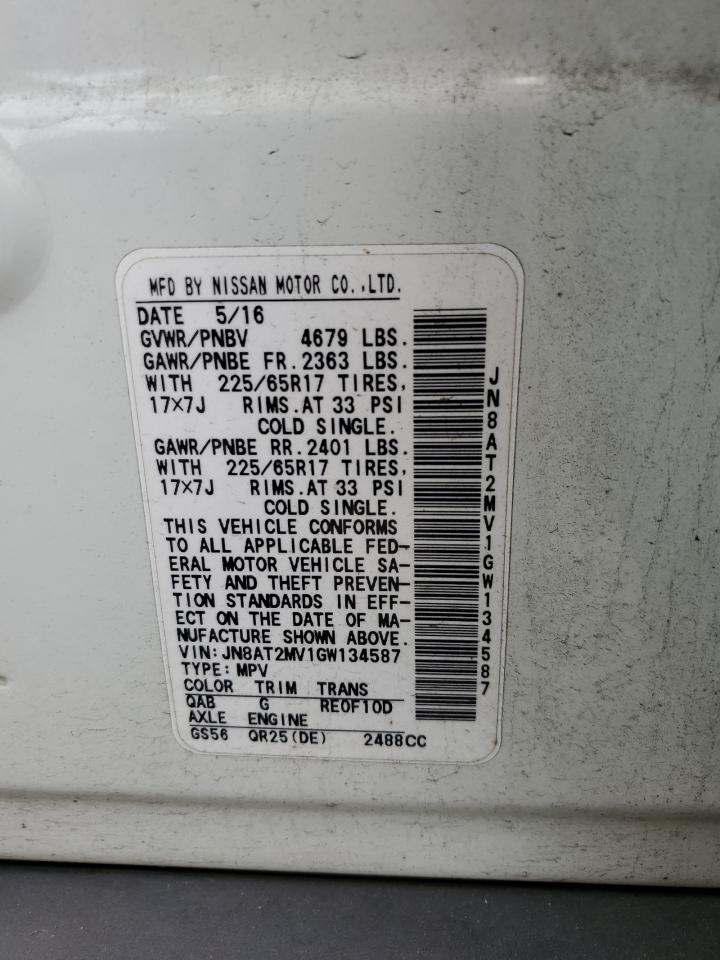 MFD BY NISSAN MOTOR CO.,LTD.
DATE 5/16
GVWR/PNBV 4679 LBS.
GAWR/PNBE FR.2363 LBS.
WITH 225/65R17 TIRES,
17×7J RIMS.AT 33 PSI
COLD SINGLE.
GAWR/PNBE RR.2401 LBS.
WITH 225/65R17 TIRES,
17×7J RIMS.AT 33 PSI
COLD SINGLE.
THIS VEHICLE CONFORMS
TO ALL APPLICABLE FED-
ERAL MOTOR VEHICLE SA-
FETY AND THEFT PREVEN-
TION STANDARDS IN EFF-
ECT ON THE DATE OF MA-
NUFACTURE SHOWN ABOVE.
VIN:JN8AT2MV1GW134587
TYPE:MPV
COLOR TRIM TRANS
QAB G RE0F10D
AXLE ENGINE
GS56 QR25(DE) 2488CC
JN8AT2MV1GW134587